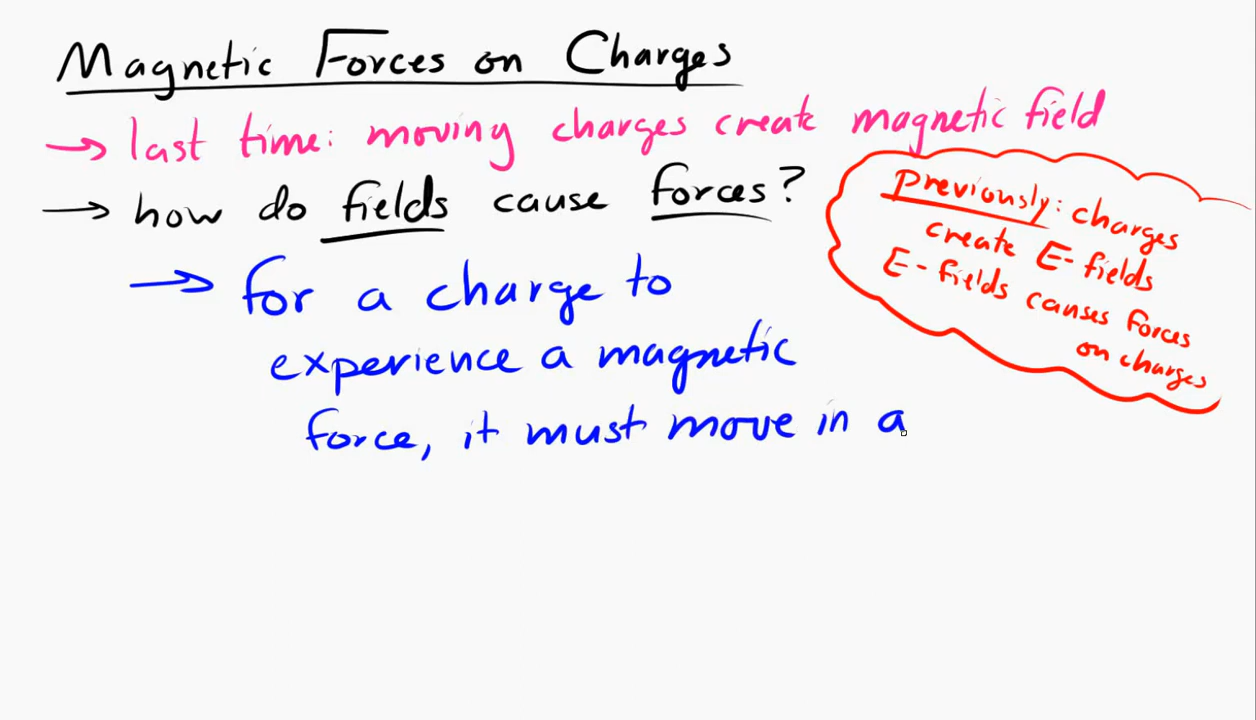 Magnetic Forces on Charges
→ last time: moving charges create magnetic field
→ how do fields cause forces?
previously: charges
create E-fields
E-fields causes forces
on charges
→ for a charge to
experience a magnetic
force, it must move in a